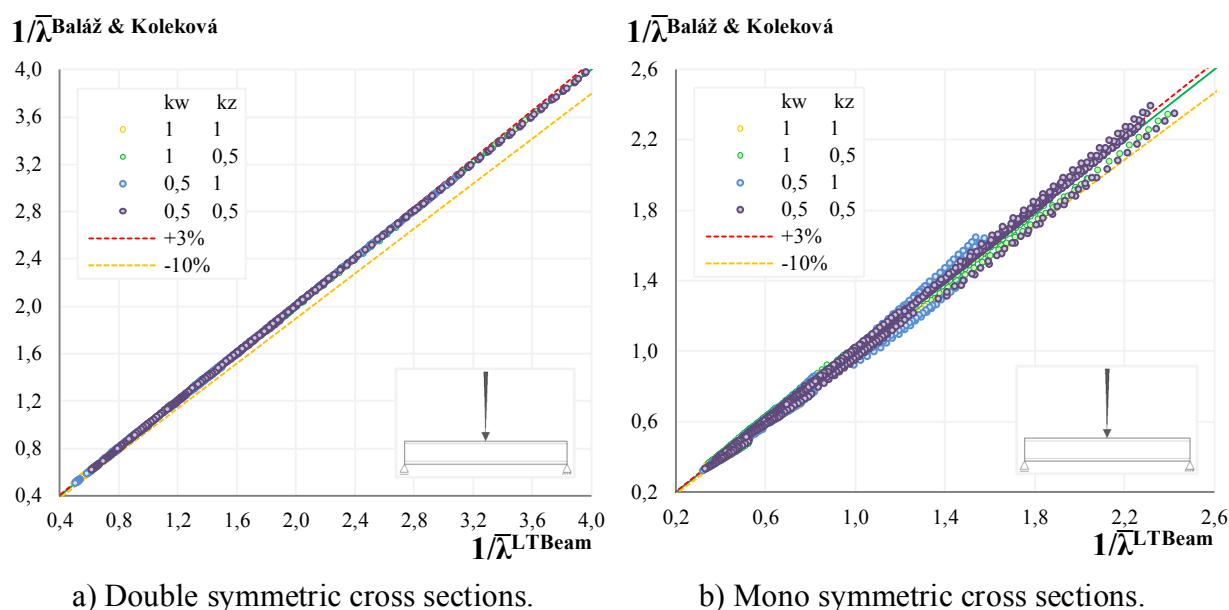 1/λ̅ Baláž & Koleková
4,0
3,6
3,2
2,8
2,4
2,0
1,6
1,2
0,8
0,4
kw kz
1 1
1 0,5
0,5 1
0,5 0,5
+3%
-10%
0,4 0,8 1,2 1,6 2,0 2,4 2,8 3,2 3,6 4,0
1/λ̅ LTBeam
a) Double symmetric cross sections.
1/λ̅ Baláž & Koleková
2,6
2,2
1,8
1,4
1,0
0,6
0,2
kw kz
1 1
1 0,5
0,5 1
0,5 0,5
+3%
-10%
0,2 0,6 1,0 1,4 1,8 2,2 2,6
1/λ̅ LTBeam
b) Mono symmetric cross sections.